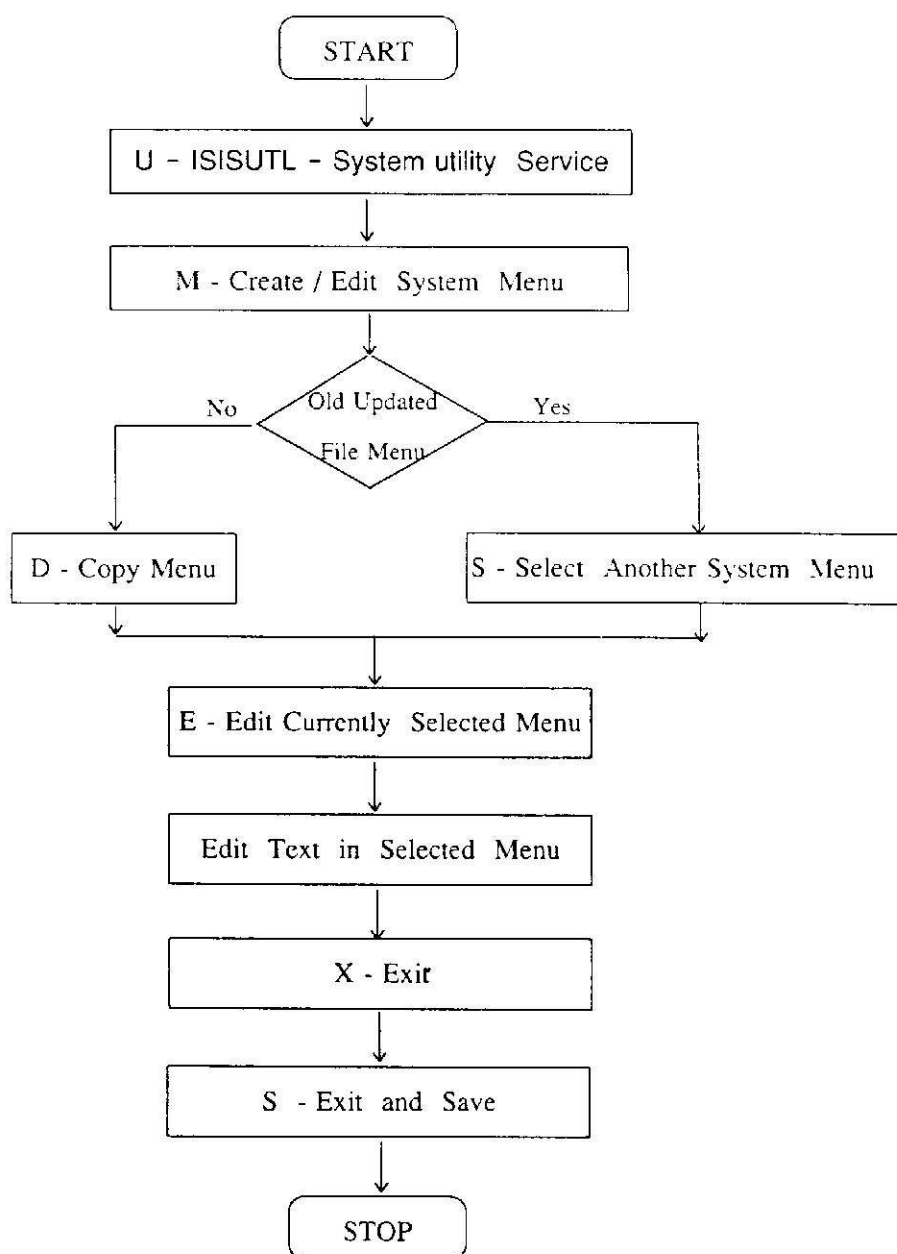 START
U - ISISUTL - System utility Service
M - Create / Edit System Menu
No
Old Updated
Yes
File Menu
D - Copy Menu
S - Select Another System Menu
E - Edit Currently Selected Menu
Edit Text in Selected Menu
X - Exit
S - Exit and Save
STOP